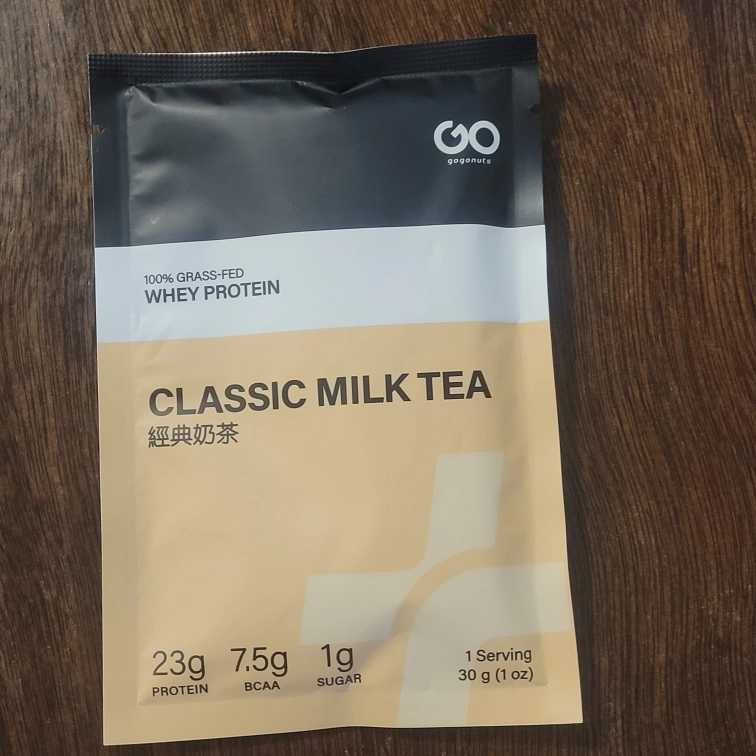 GO
gogonuts
100% GRASS-FED
WHEY PROTEIN
CLASSIC MILK TEA
經典奶茶
23g 7.5g 1g
PROTEIN BCAA SUGAR
1 Serving
30 g (1 oz)